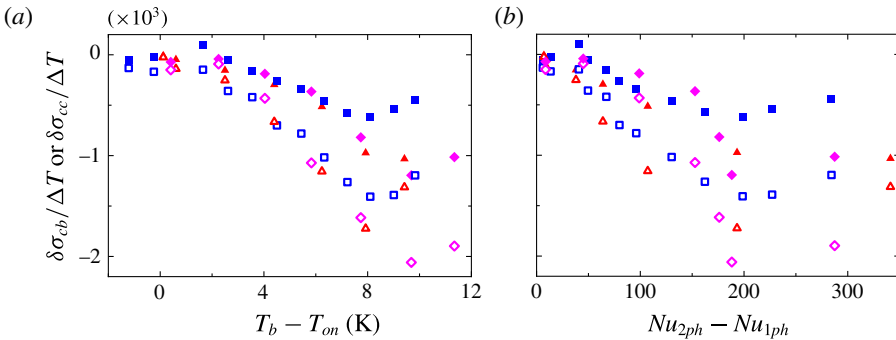 (a) (×10³) (b)
δσ_cb/ΔT or δσ_cc/ΔT
0
−1
−2
0 4 8 12
T_b − T_on (K)
0 100 200 300
Nu_2ph − Nu_1ph